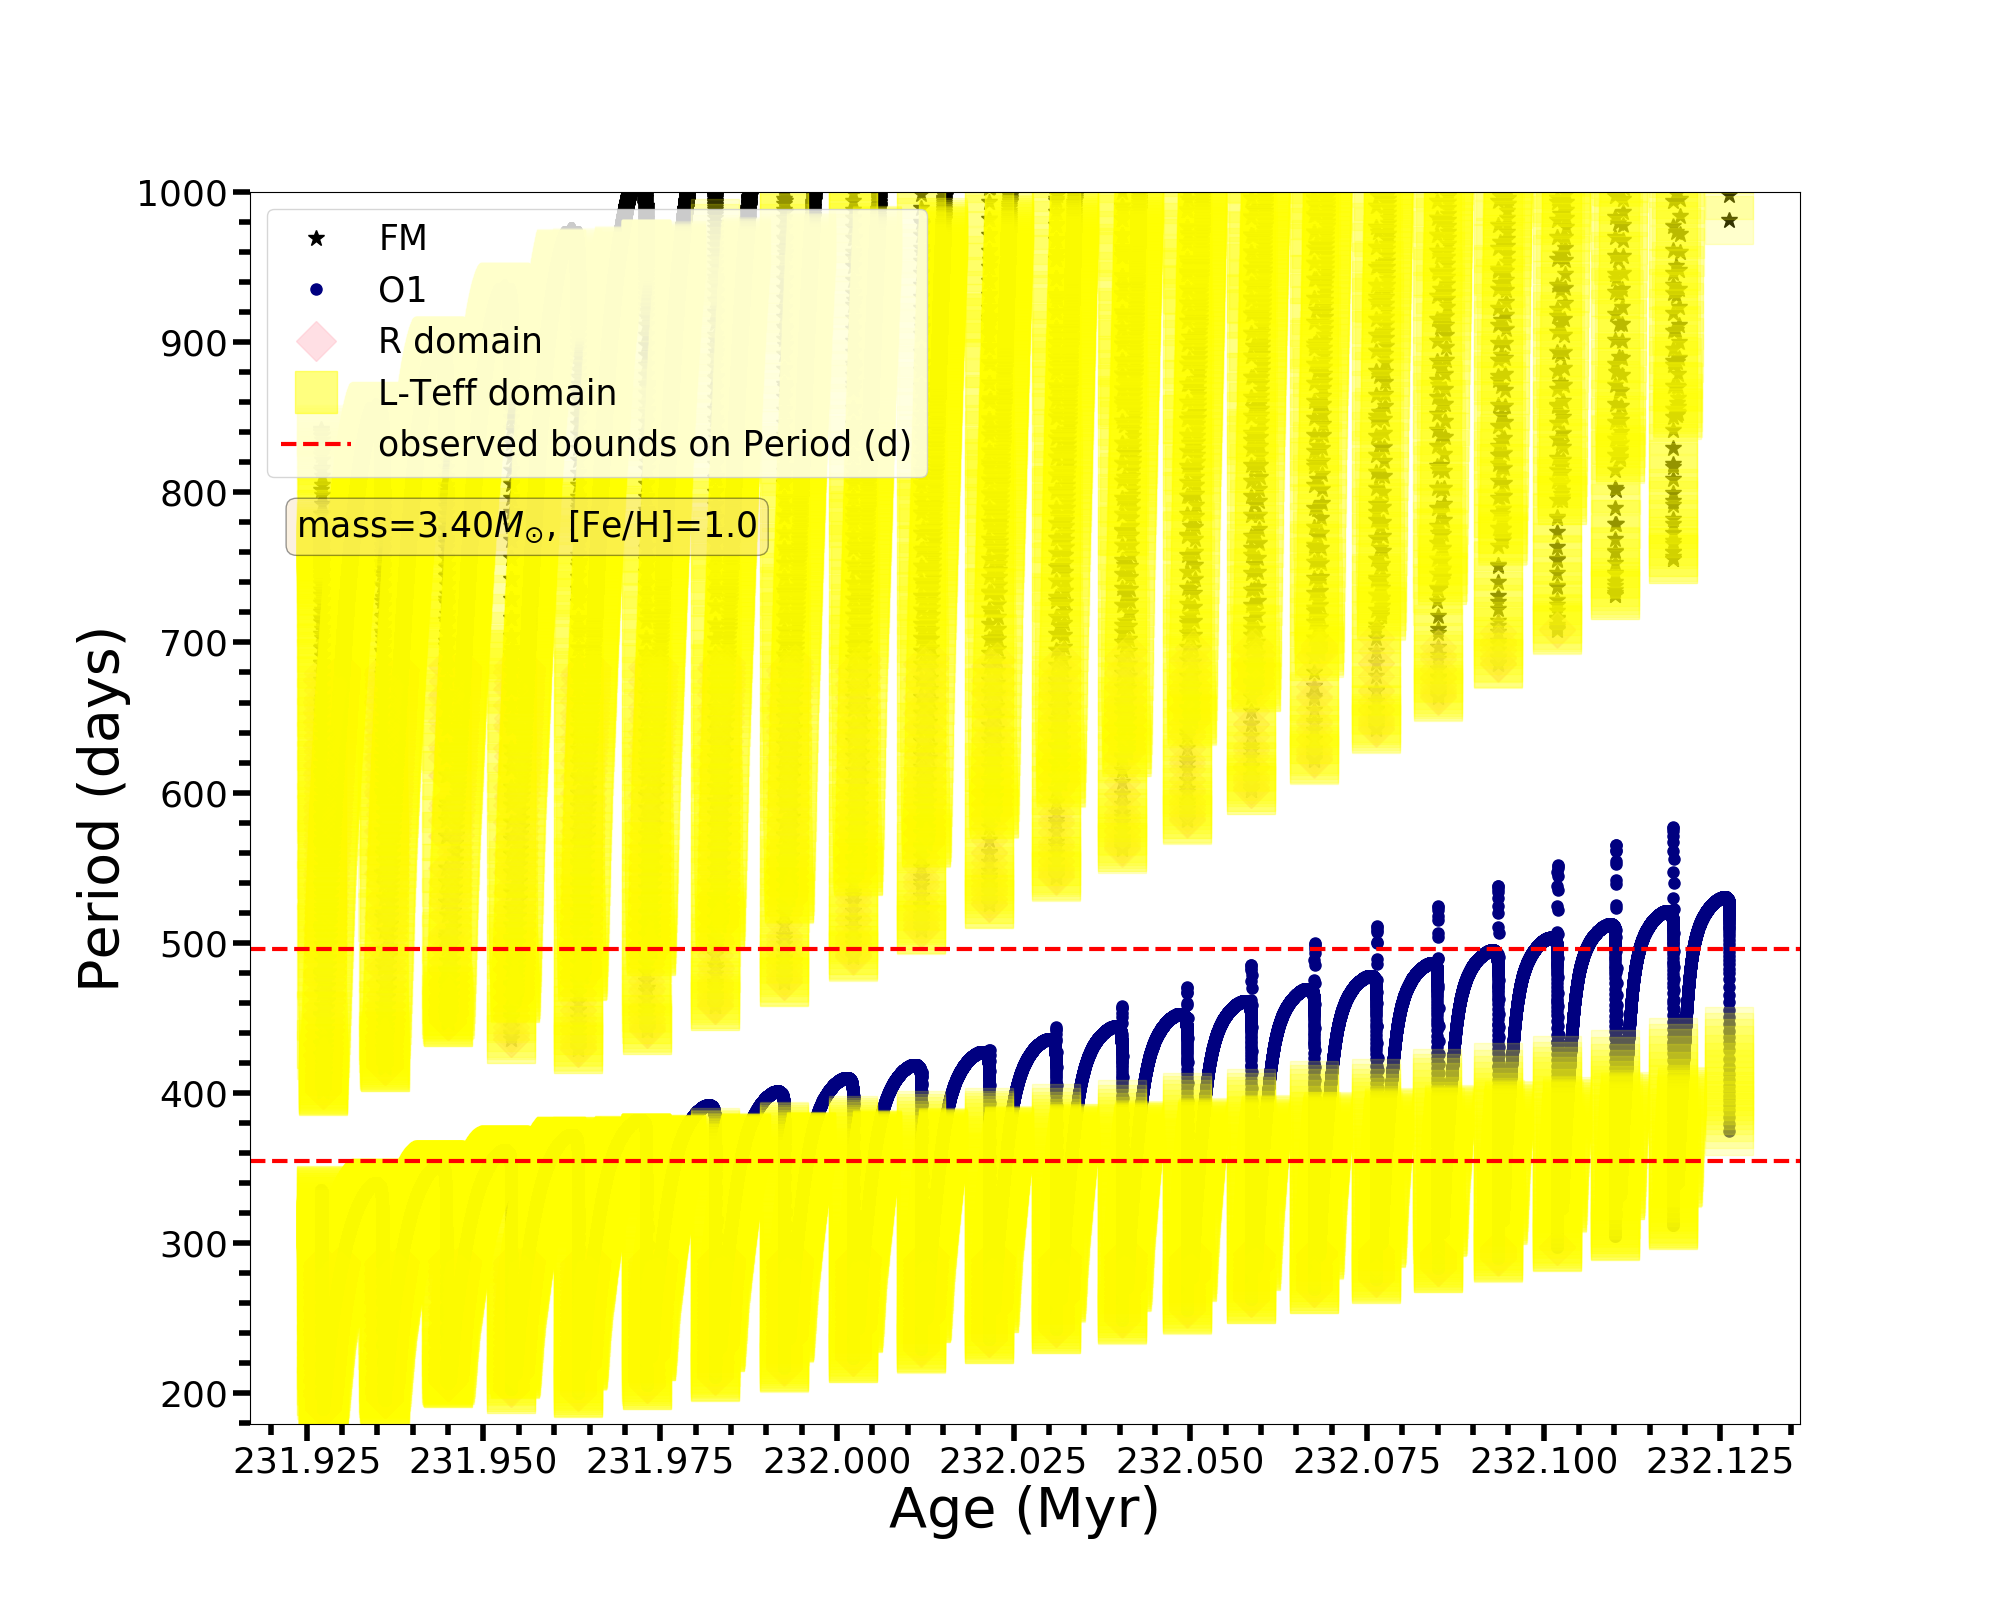 1000
900
800
700
600
500
400
300
200
Period (days)
FM
O1
R domain
L-Teff domain
observed bounds on Period (d)
mass=3.40M⊙, [Fe/H]=1.0
231.925 231.950 231.975 232.000 232.025 232.050 232.075 232.100 232.125
Age (Myr)